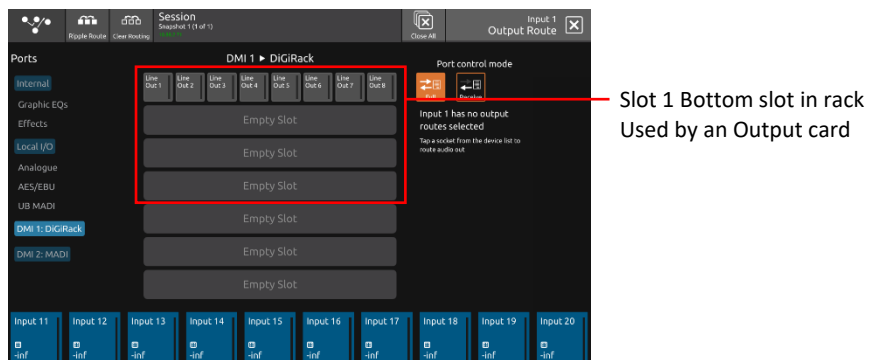 Ripple Route
Clear Routing
Session
Snapshot 1 (1 of 1)
Close All
Input 1
Output Route
Ports
DMI 1 ▸ DiGiRack
Port control mode
Internal
Graphic EQs
Effects
Local I/O
Analogue
AES/EBU
UB MADI
DMI 1: DiGiRack
DMI 2: MADI
Line Out 1
Line Out 2
Line Out 3
Line Out 4
Line Out 5
Line Out 6
Line Out 7
Line Out 8
Empty Slot
Empty Slot
Empty Slot
Empty Slot
Empty Slot
Empty Slot
Full
Receive
Input 1 has no output
routes selected
Tap a socket from the device list to
route audio out
Slot 1 Bottom slot in rack
Used by an Output card
Input 11
Input 12
Input 13
Input 14
Input 15
Input 16
Input 17
Input 18
Input 19
Input 20
-inf
-inf
-inf
-inf
-inf
-inf
-inf
-inf
-inf
-inf